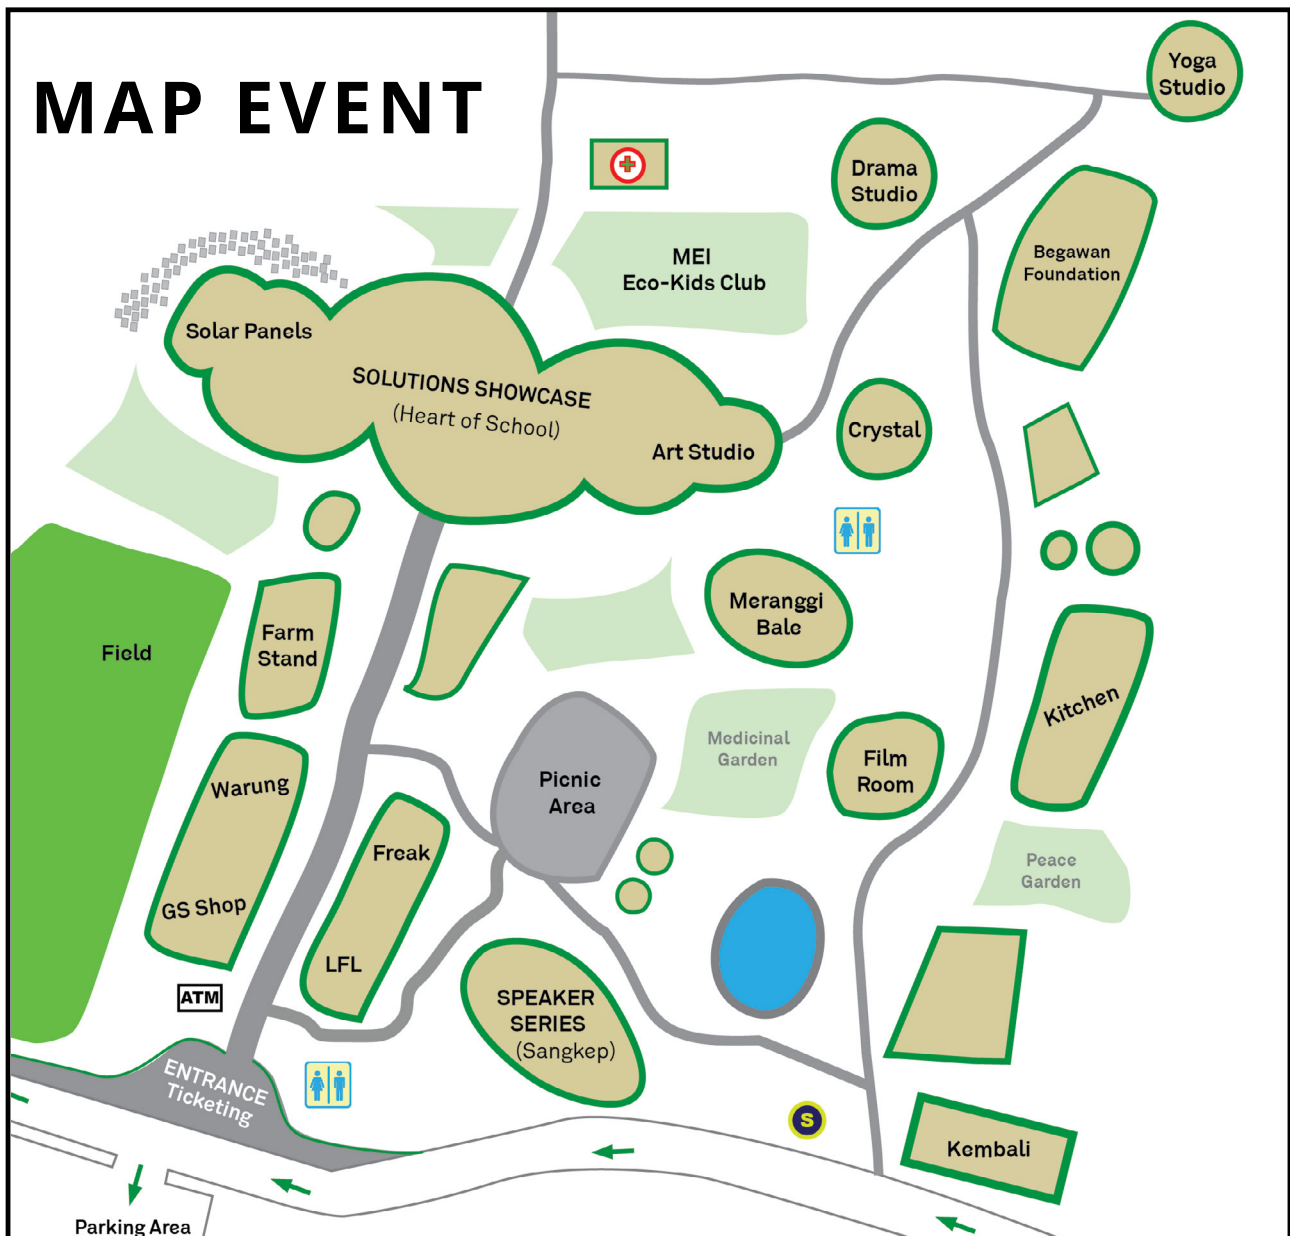 MAP EVENT
Yoga
Studio
Drama
Studio
MEI
Eco-Kids Club
Begawan
Foundation
Solar Panels
SOLUTIONS SHOWCASE
(Heart of School)
Art Studio
Crystal
Meranggi
Bale
Farm
Stand
Field
Kitchen
Medicinal
Garden
Film
Room
Picnic
Area
Warung
GS Shop
Freak
LFL
Peace
Garden
ATM
SPEAKER
SERIES
(Sangkep)
ENTRANCE
Ticketing
S
Kembali
Parking Area